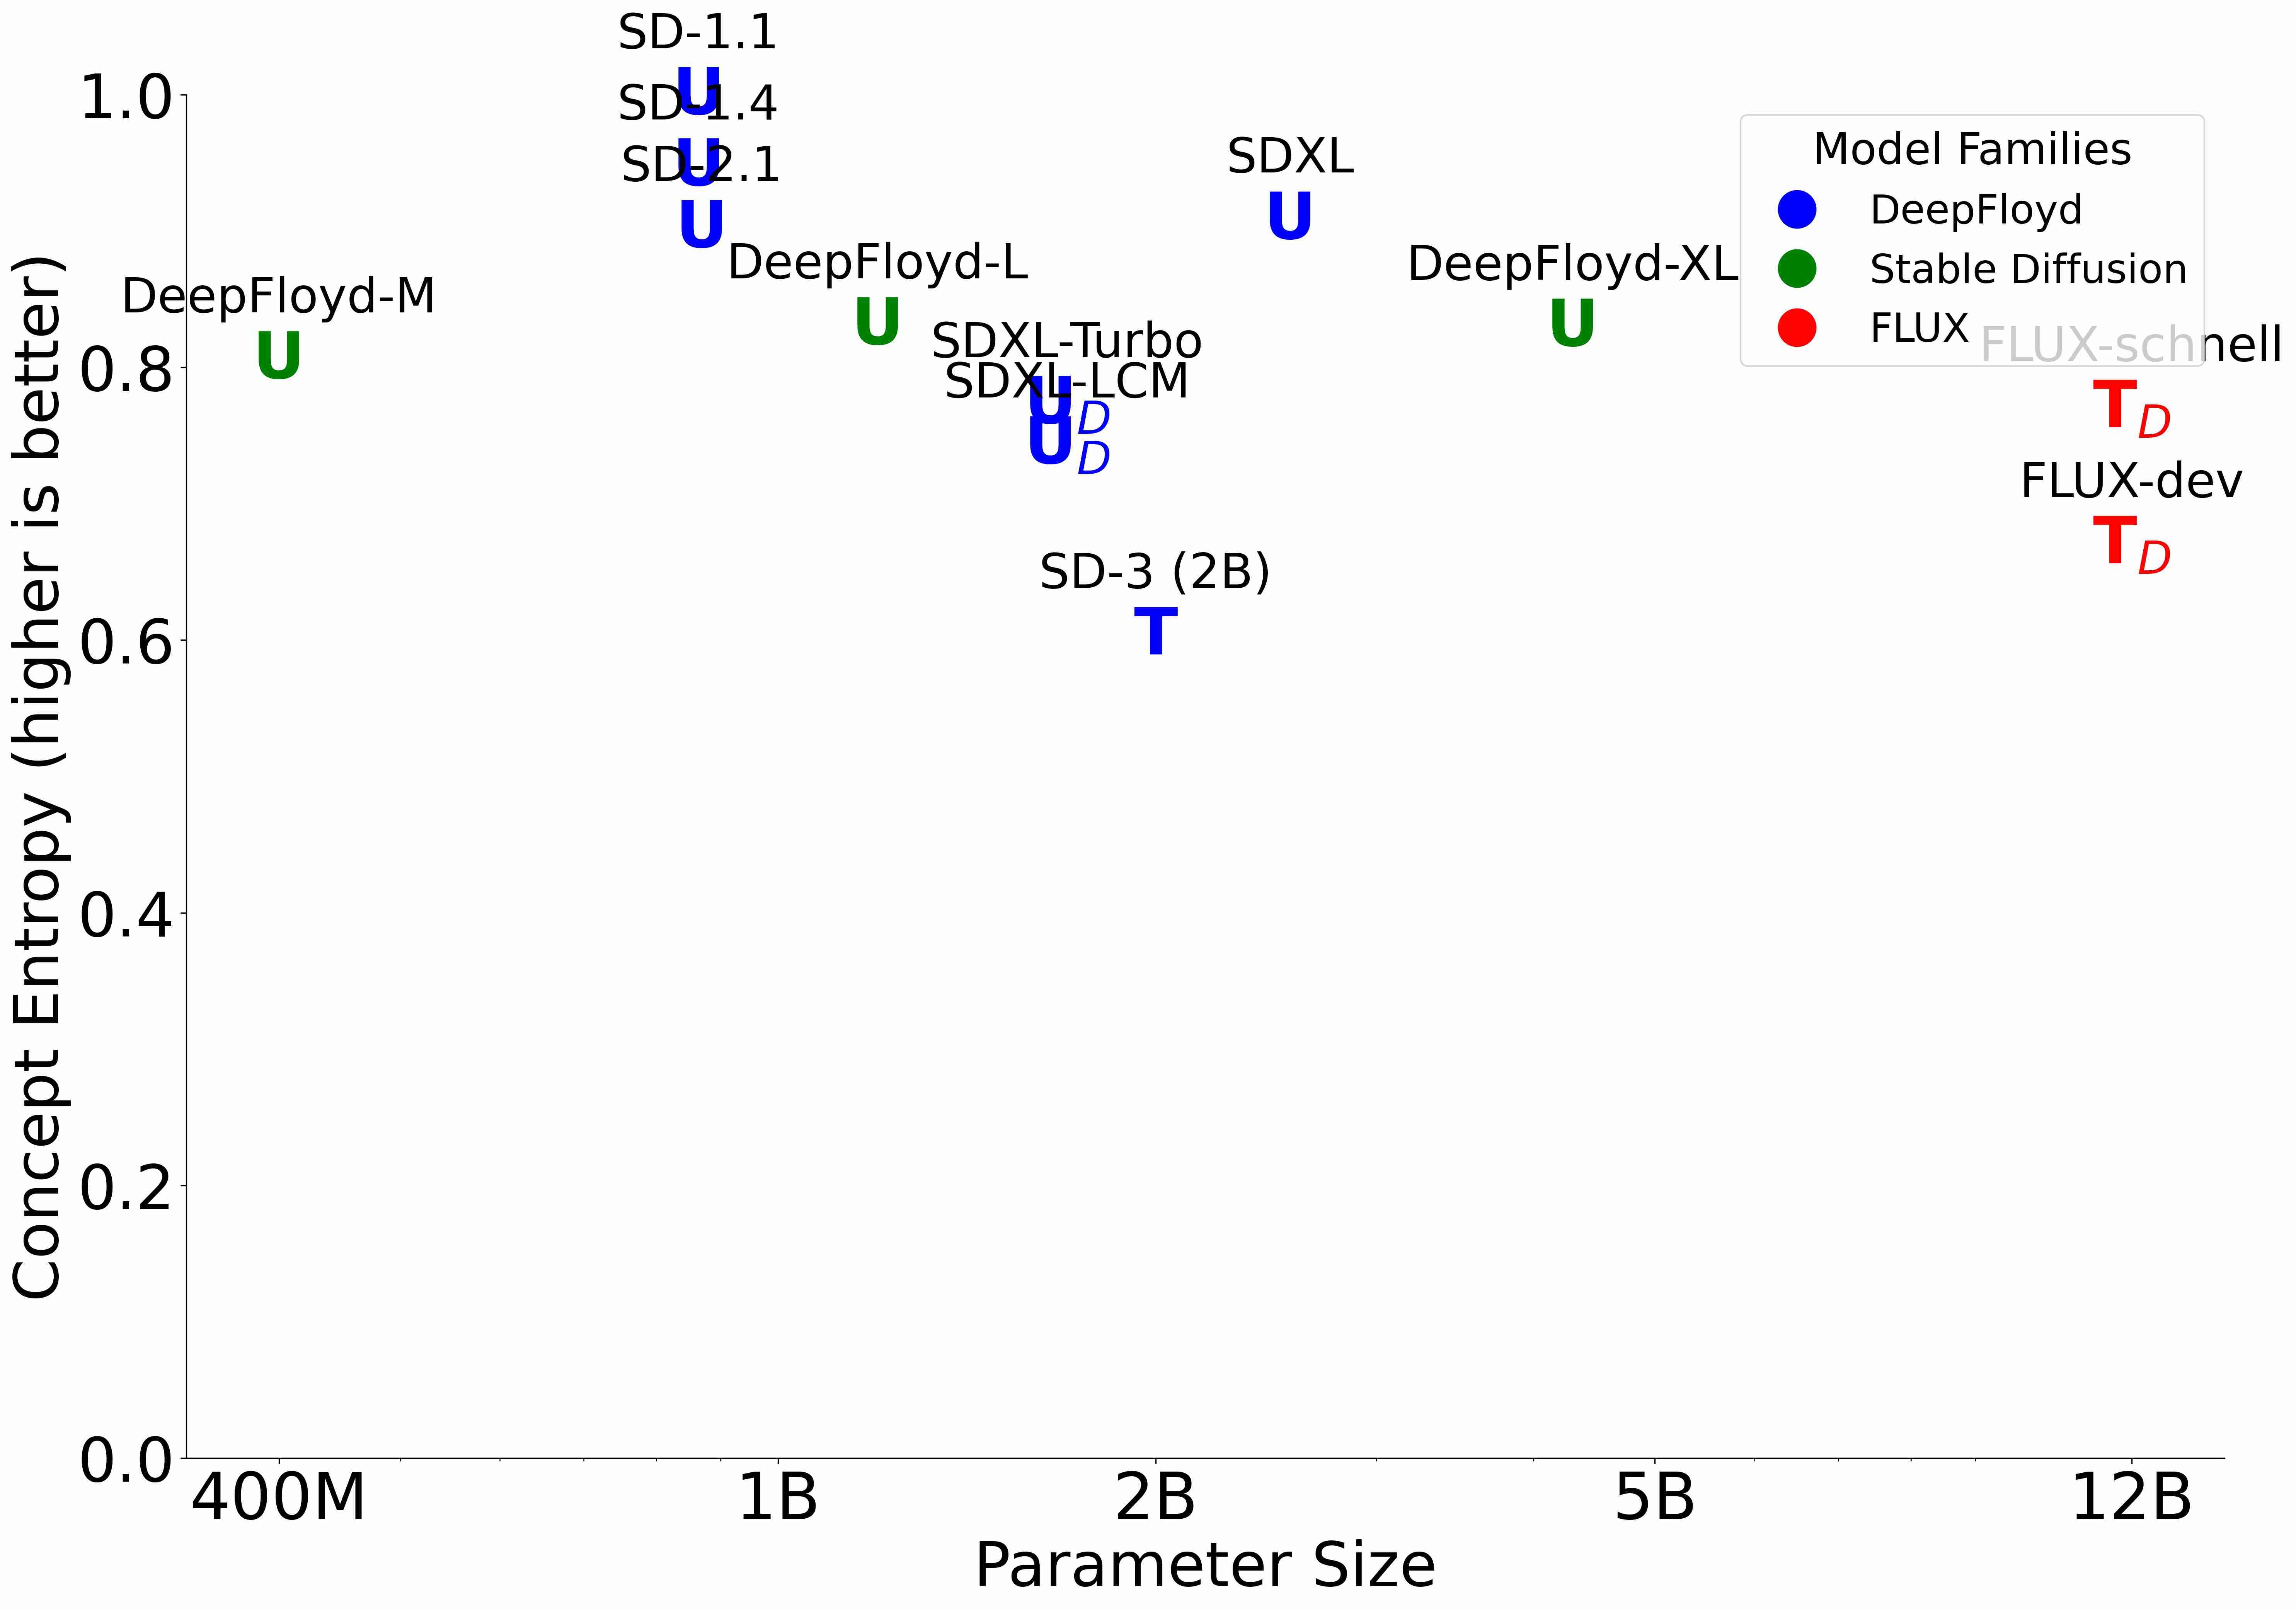 SD-1.1
U
SD-1.4
U
SD-2.1
U
SDXL
U
DeepFloyd-L
U
DeepFloyd-M
U
DeepFloyd-XL
U
SDXL-Turbo
U D
SDXL-LCM
U D
SD-3 (2B)
T
Model Families
DeepFloyd
Stable Diffusion
FLUX
FLUX-schnell
T D
FLUX-dev
T D
Concept Entropy (higher is better)
1.0
0.8
0.6
0.4
0.2
0.0
400M 1B 2B 5B 12B
Parameter Size